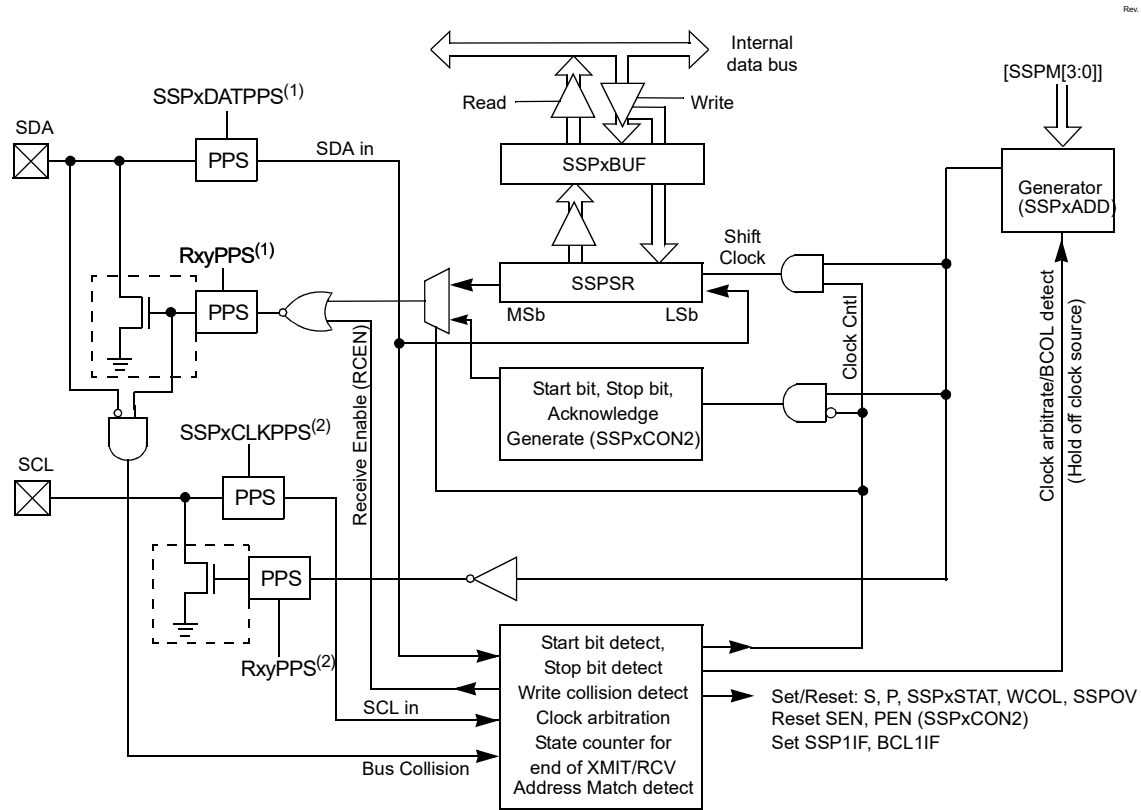 Rev.
Internal
data bus
[SSPM[3:0]]
Read
Write
SSPxDATPPS(1)
SDA
PPS
SDA in
SSPxBUF
Generator
(SSPxADD)
Shift
Clock
RxyPPS(1)
SSPSR
MSb
LSb
PPS
Clock Cntl
Clock arbitrate/BCOL detect
(Hold off clock source)
Receive Enable (RCEN)
Start bit, Stop bit,
Acknowledge
Generate (SSPxCON2)
SSPxCLKPPS(2)
SCL
PPS
PPS
RxyPPS(2)
SCL in
Bus Collision
Start bit detect,
Stop bit detect
Write collision detect
Clock arbitration
State counter for
end of XMIT/RCV
Address Match detect
Set/Reset: S, P, SSPxSTAT, WCOL, SSPOV
Reset SEN, PEN (SSPxCON2)
Set SSP1IF, BCL1IF